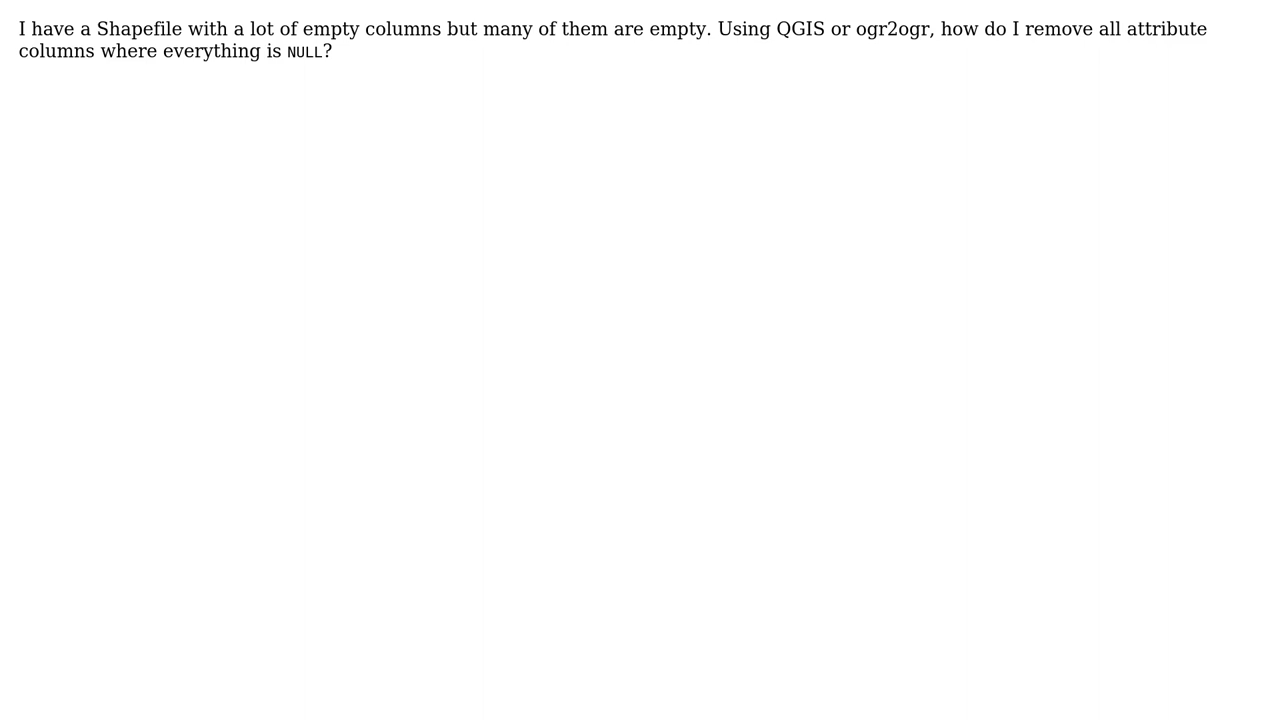 I have a Shapefile with a lot of empty columns but many of them are empty. Using QGIS or ogr2ogr, how do I remove all attribute
columns where everything is NULL?